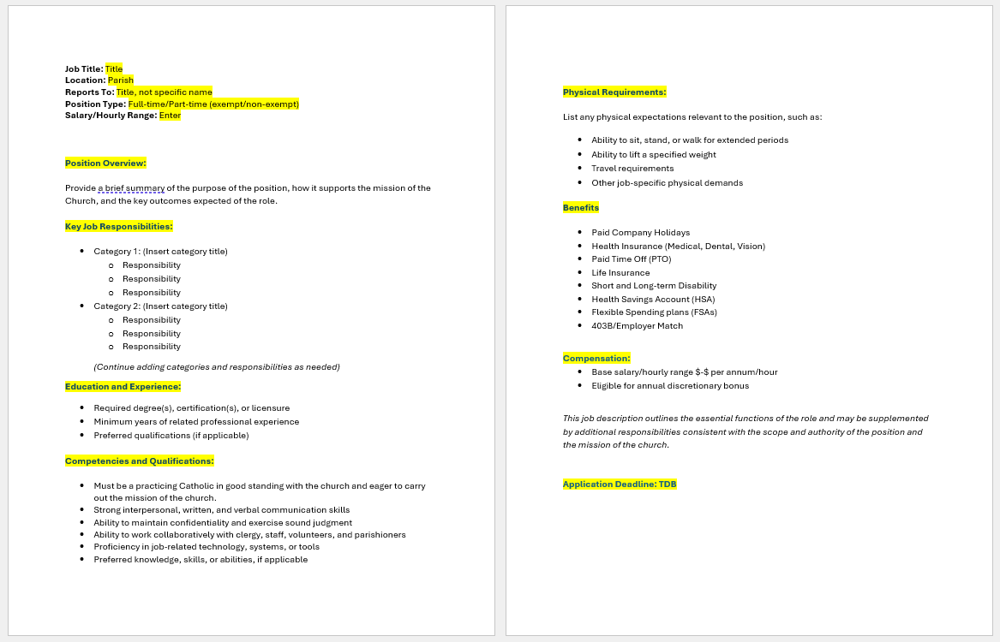 Job Title: Title
Location: Parish
Reports To: Title, not specific name
Position Type: Full-time/Part-time (exempt/non-exempt)
Salary/Hourly Range: Enter
Position Overview:
Provide a brief summary of the purpose of the position, how it supports the mission of the
Church, and the key outcomes expected of the role.
Key Job Responsibilities:
• Category 1: (Insert category title)
o Responsibility
o Responsibility
o Responsibility
• Category 2: (Insert category title)
o Responsibility
o Responsibility
o Responsibility
(Continue adding categories and responsibilities as needed)
Education and Experience:
• Required degree(s), certification(s), or licensure
• Minimum years of related professional experience
• Preferred qualifications (if applicable)
Competencies and Qualifications:
• Must be a practicing Catholic in good standing with the church and eager to carry
out the mission of the church.
• Strong interpersonal, written, and verbal communication skills
• Ability to maintain confidentiality and exercise sound judgment
• Ability to work collaboratively with clergy, staff, volunteers, and parishioners
• Proficiency in job-related technology, systems, or tools
• Preferred knowledge, skills, or abilities, if applicable
Physical Requirements:
List any physical expectations relevant to the position, such as:
• Ability to sit, stand, or walk for extended periods
• Ability to lift a specified weight
• Travel requirements
• Other job-specific physical demands
Benefits
• Paid Company Holidays
• Health Insurance (Medical, Dental, Vision)
• Paid Time Off (PTO)
• Life Insurance
• Short and Long-term Disability
• Health Savings Account (HSA)
• Flexible Spending plans (FSAs)
• 403B/Employer Match
Compensation:
• Base salary/hourly range $-$ per annum/hour
• Eligible for annual discretionary bonus
This job description outlines the essential functions of the role and may be supplemented
by additional responsibilities consistent with the scope and authority of the position and
the mission of the church.
Application Deadline: TDB